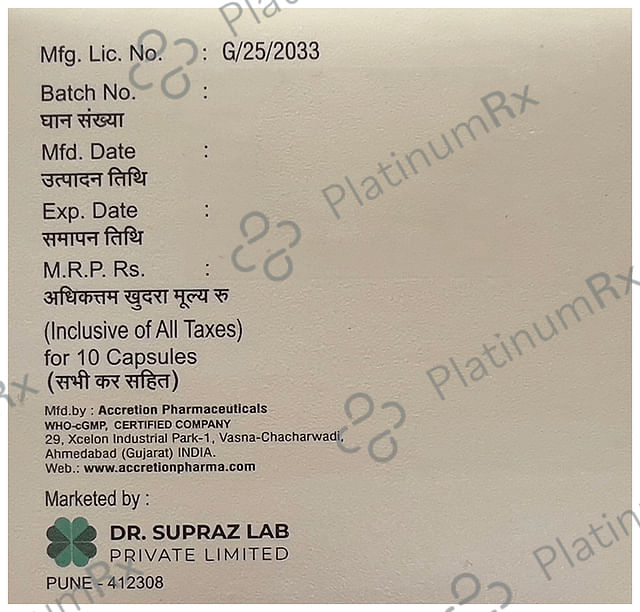 Mfg. Lic. No. : G/25/2033
Batch No. :
घान संख्या
Mfd. Date :
उत्पादन तिथि
Exp. Date :
समापन तिथि
M.R.P. Rs. :
अधिकत्तम खुदरा मूल्य रु
(Inclusive of All Taxes)
for 10 Capsules
(सभी कर सहित)
Mfd.by : Accretion Pharmaceuticals
WHO-cGMP, CERTIFIED COMPANY
29, Xcelon Industrial Park-1, Vasna-Chacharwadi,
Ahmedabad (Gujarat) INDIA.
Web.: www.accretionpharma.com
Marketed by :
DR. SUPRAZ LAB
PRIVATE LIMITED
PUNE - 412308
PlatinumRx
PlatinumRx